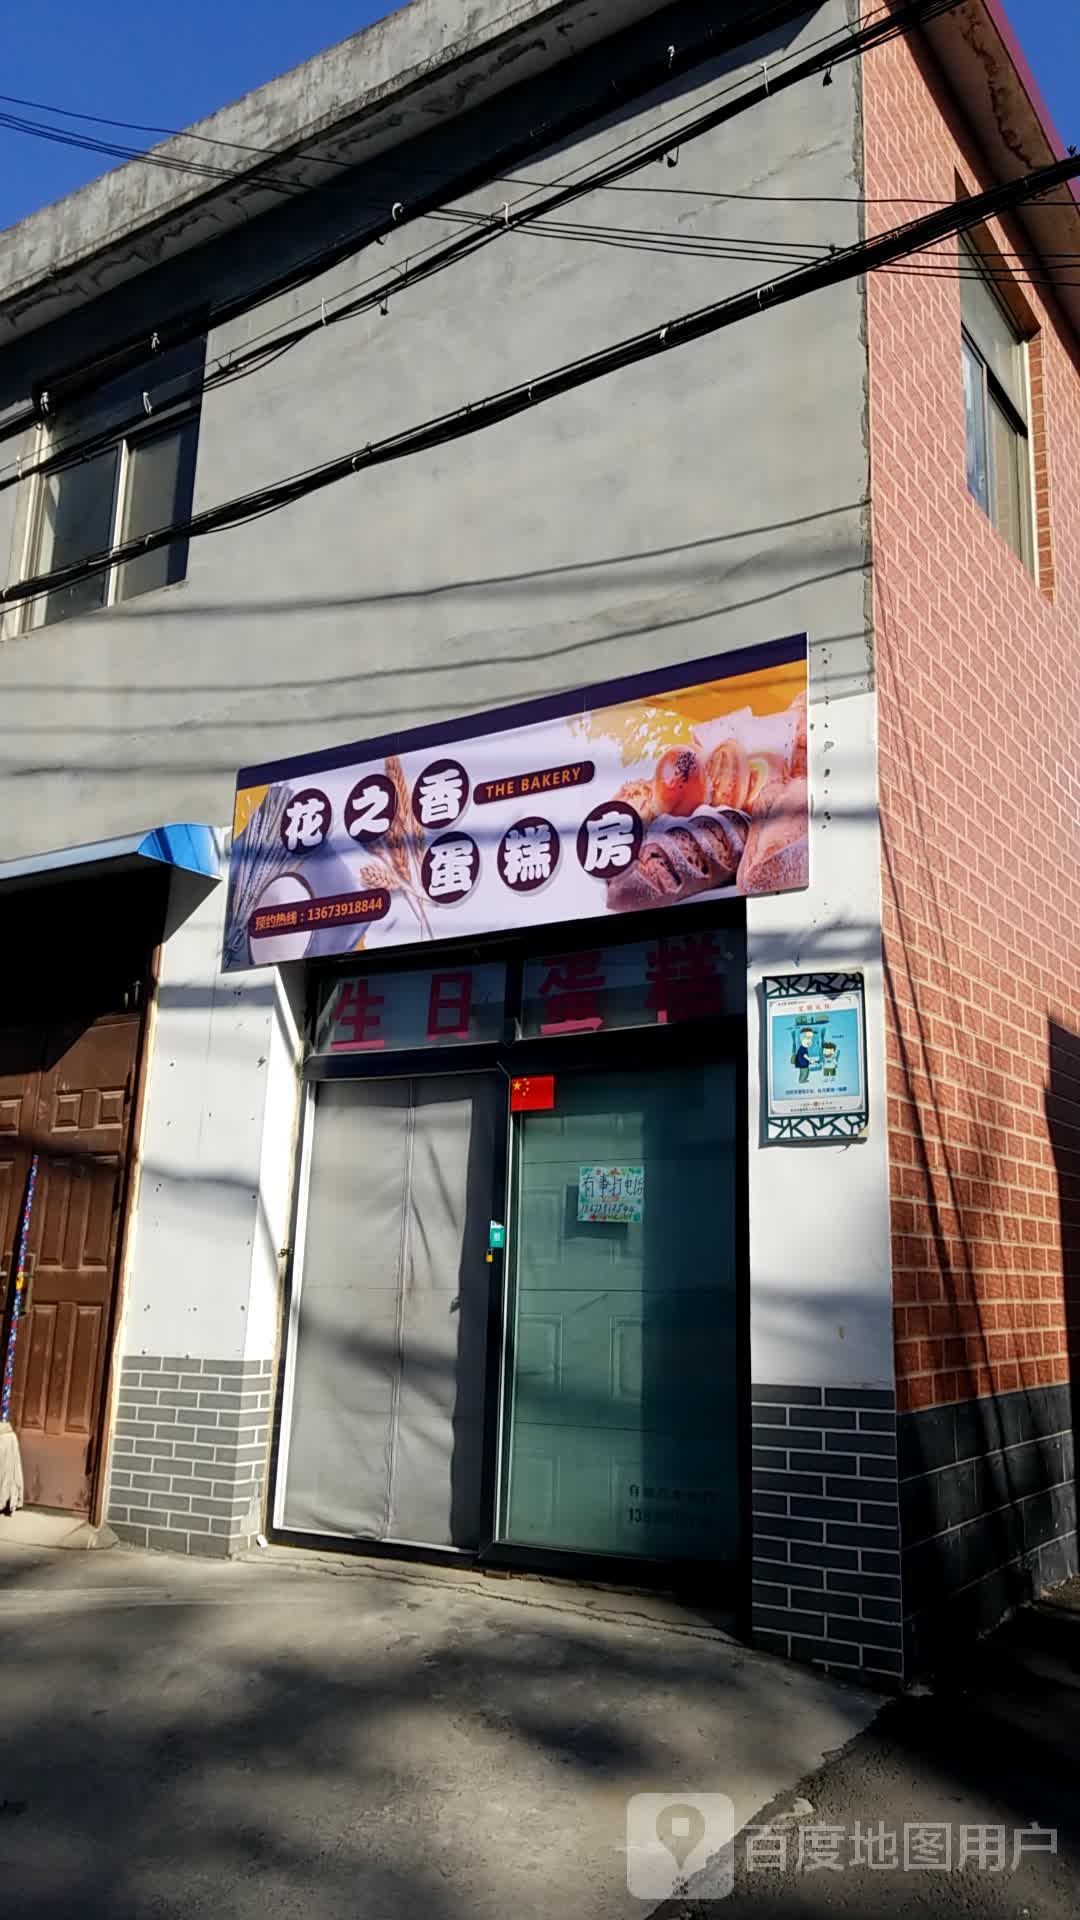 花之香
THE BAKERY
蛋糕房
预约热线：13673918844
生日蛋糕
有事打电话
百度地图用户